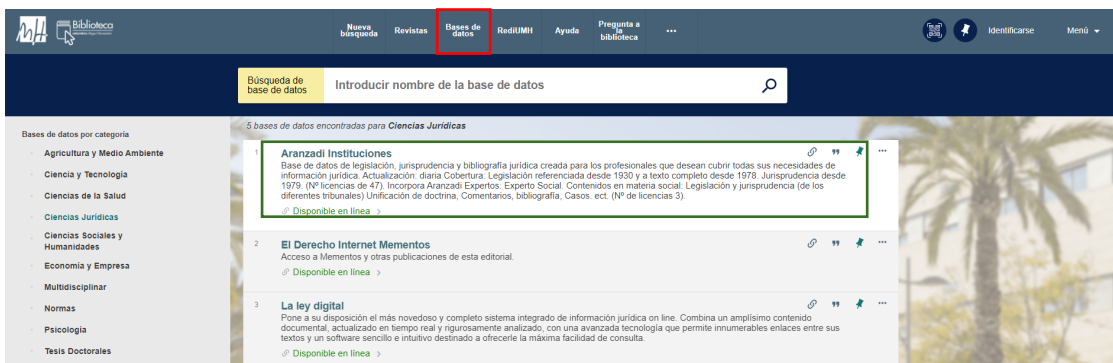 Biblioteca
Nueva búsqueda
Revistas
Bases de datos
RediUMH
Ayuda
Pregunta a la biblioteca
Identificarse
Menú
Búsqueda de base de datos
Introducir nombre de la base de datos
Bases de datos por categoría
Agricultura y Medio Ambiente
Ciencia y Tecnología
Ciencias de la Salud
Ciencias Jurídicas
Ciencias Sociales y
Humanidades
Economía y Empresa
Multidisciplinar
Normas
Psicología
Tesis Doctorales
5 bases de datos encontradas para Ciencias Jurídicas
1
Aranzadi Instituciones
Base de datos de legislación, jurisprudencia y bibliografía jurídica creada para los profesionales que desean cubrir todas sus necesidades de
información jurídica. Actualización: diaria Cobertura: Legislación referenciada desde 1930 y a texto completo desde 1978. Jurisprudencia desde
1979. (Nº licencias de 47). Incorpora Aranzadi Expertos: Experto Social. Contenidos en materia social: Legislación y jurisprudencia (de los
diferentes tribunales) Unificación de doctrina, Comentarios, bibliografía, Casos. ect. (Nº de licencias 3).
Disponible en línea
2
El Derecho Internet Mementos
Acceso a Mementos y otras publicaciones de esta editorial.
Disponible en línea
3
La ley digital
Pone a su disposición el más novedoso y completo sistema integrado de información jurídica on line. Combina un amplísimo contenido
documental, actualizado en tiempo real y rigurosamente analizado, con una avanzada tecnología que permite innumerables enlaces entre sus
textos y un software sencillo e intuitivo destinado a ofrecerle la máxima facilidad de consulta.
Disponible en línea